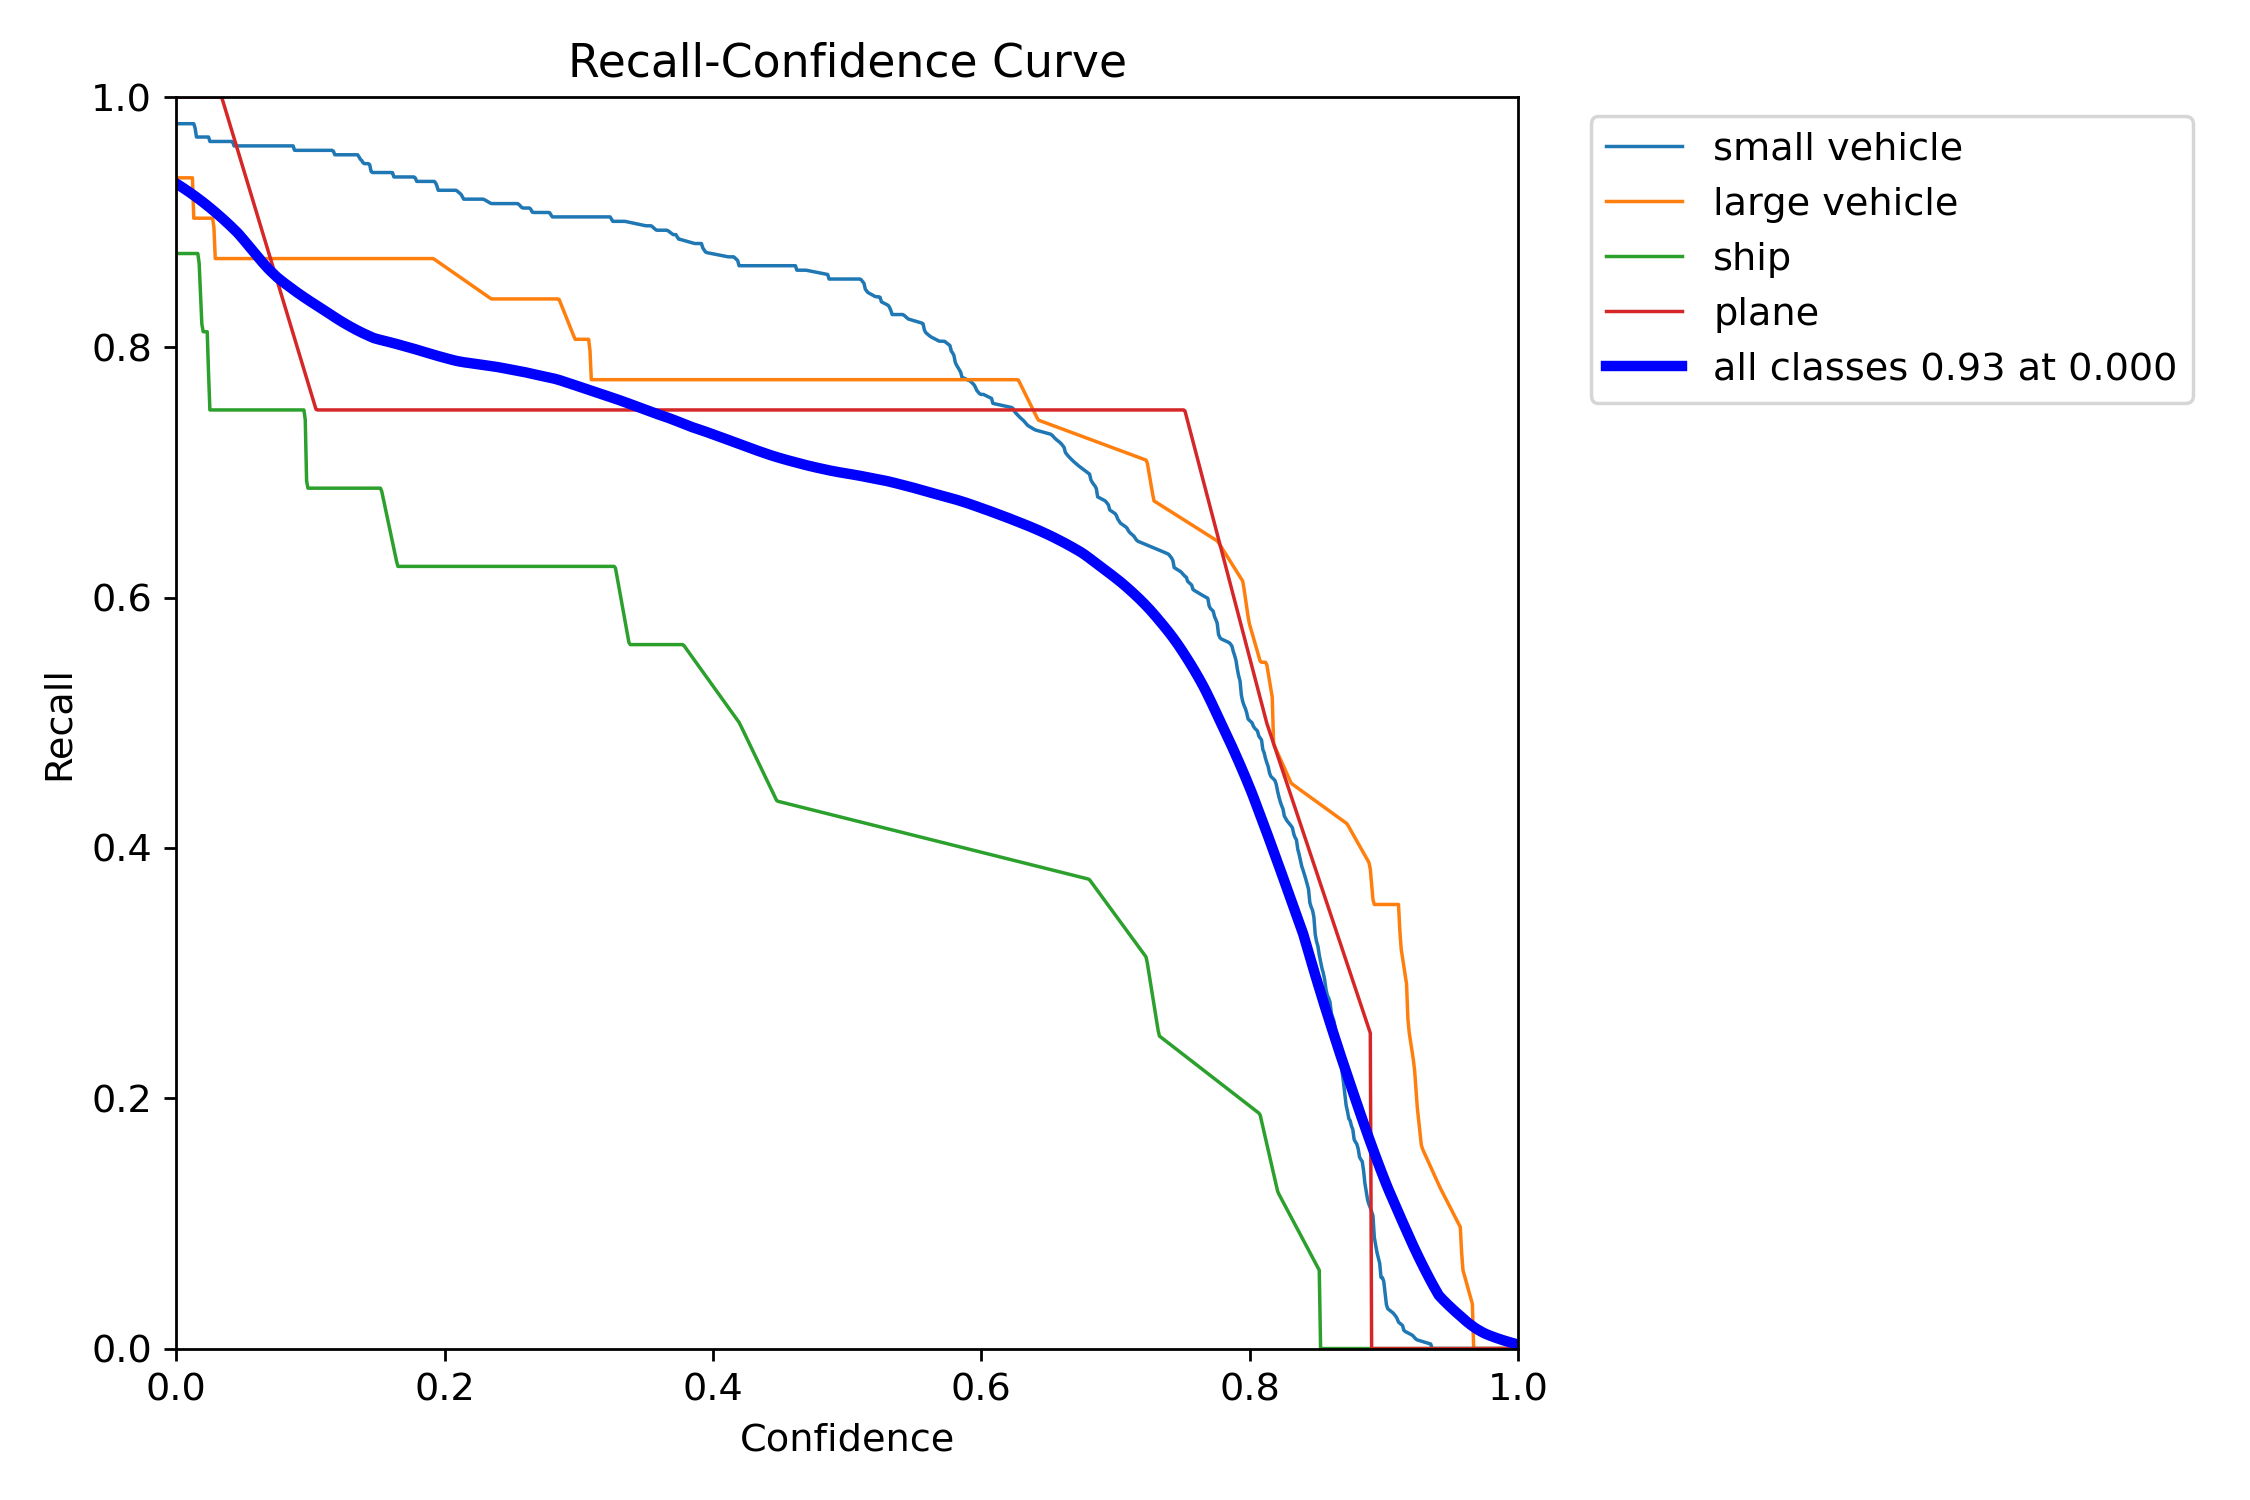 Recall-Confidence Curve
1.0
0.8
0.6
0.4
0.2
0.0
Recall
0.0 0.2 0.4 0.6 0.8 1.0
Confidence
small vehicle
large vehicle
ship
plane
all classes 0.93 at 0.000